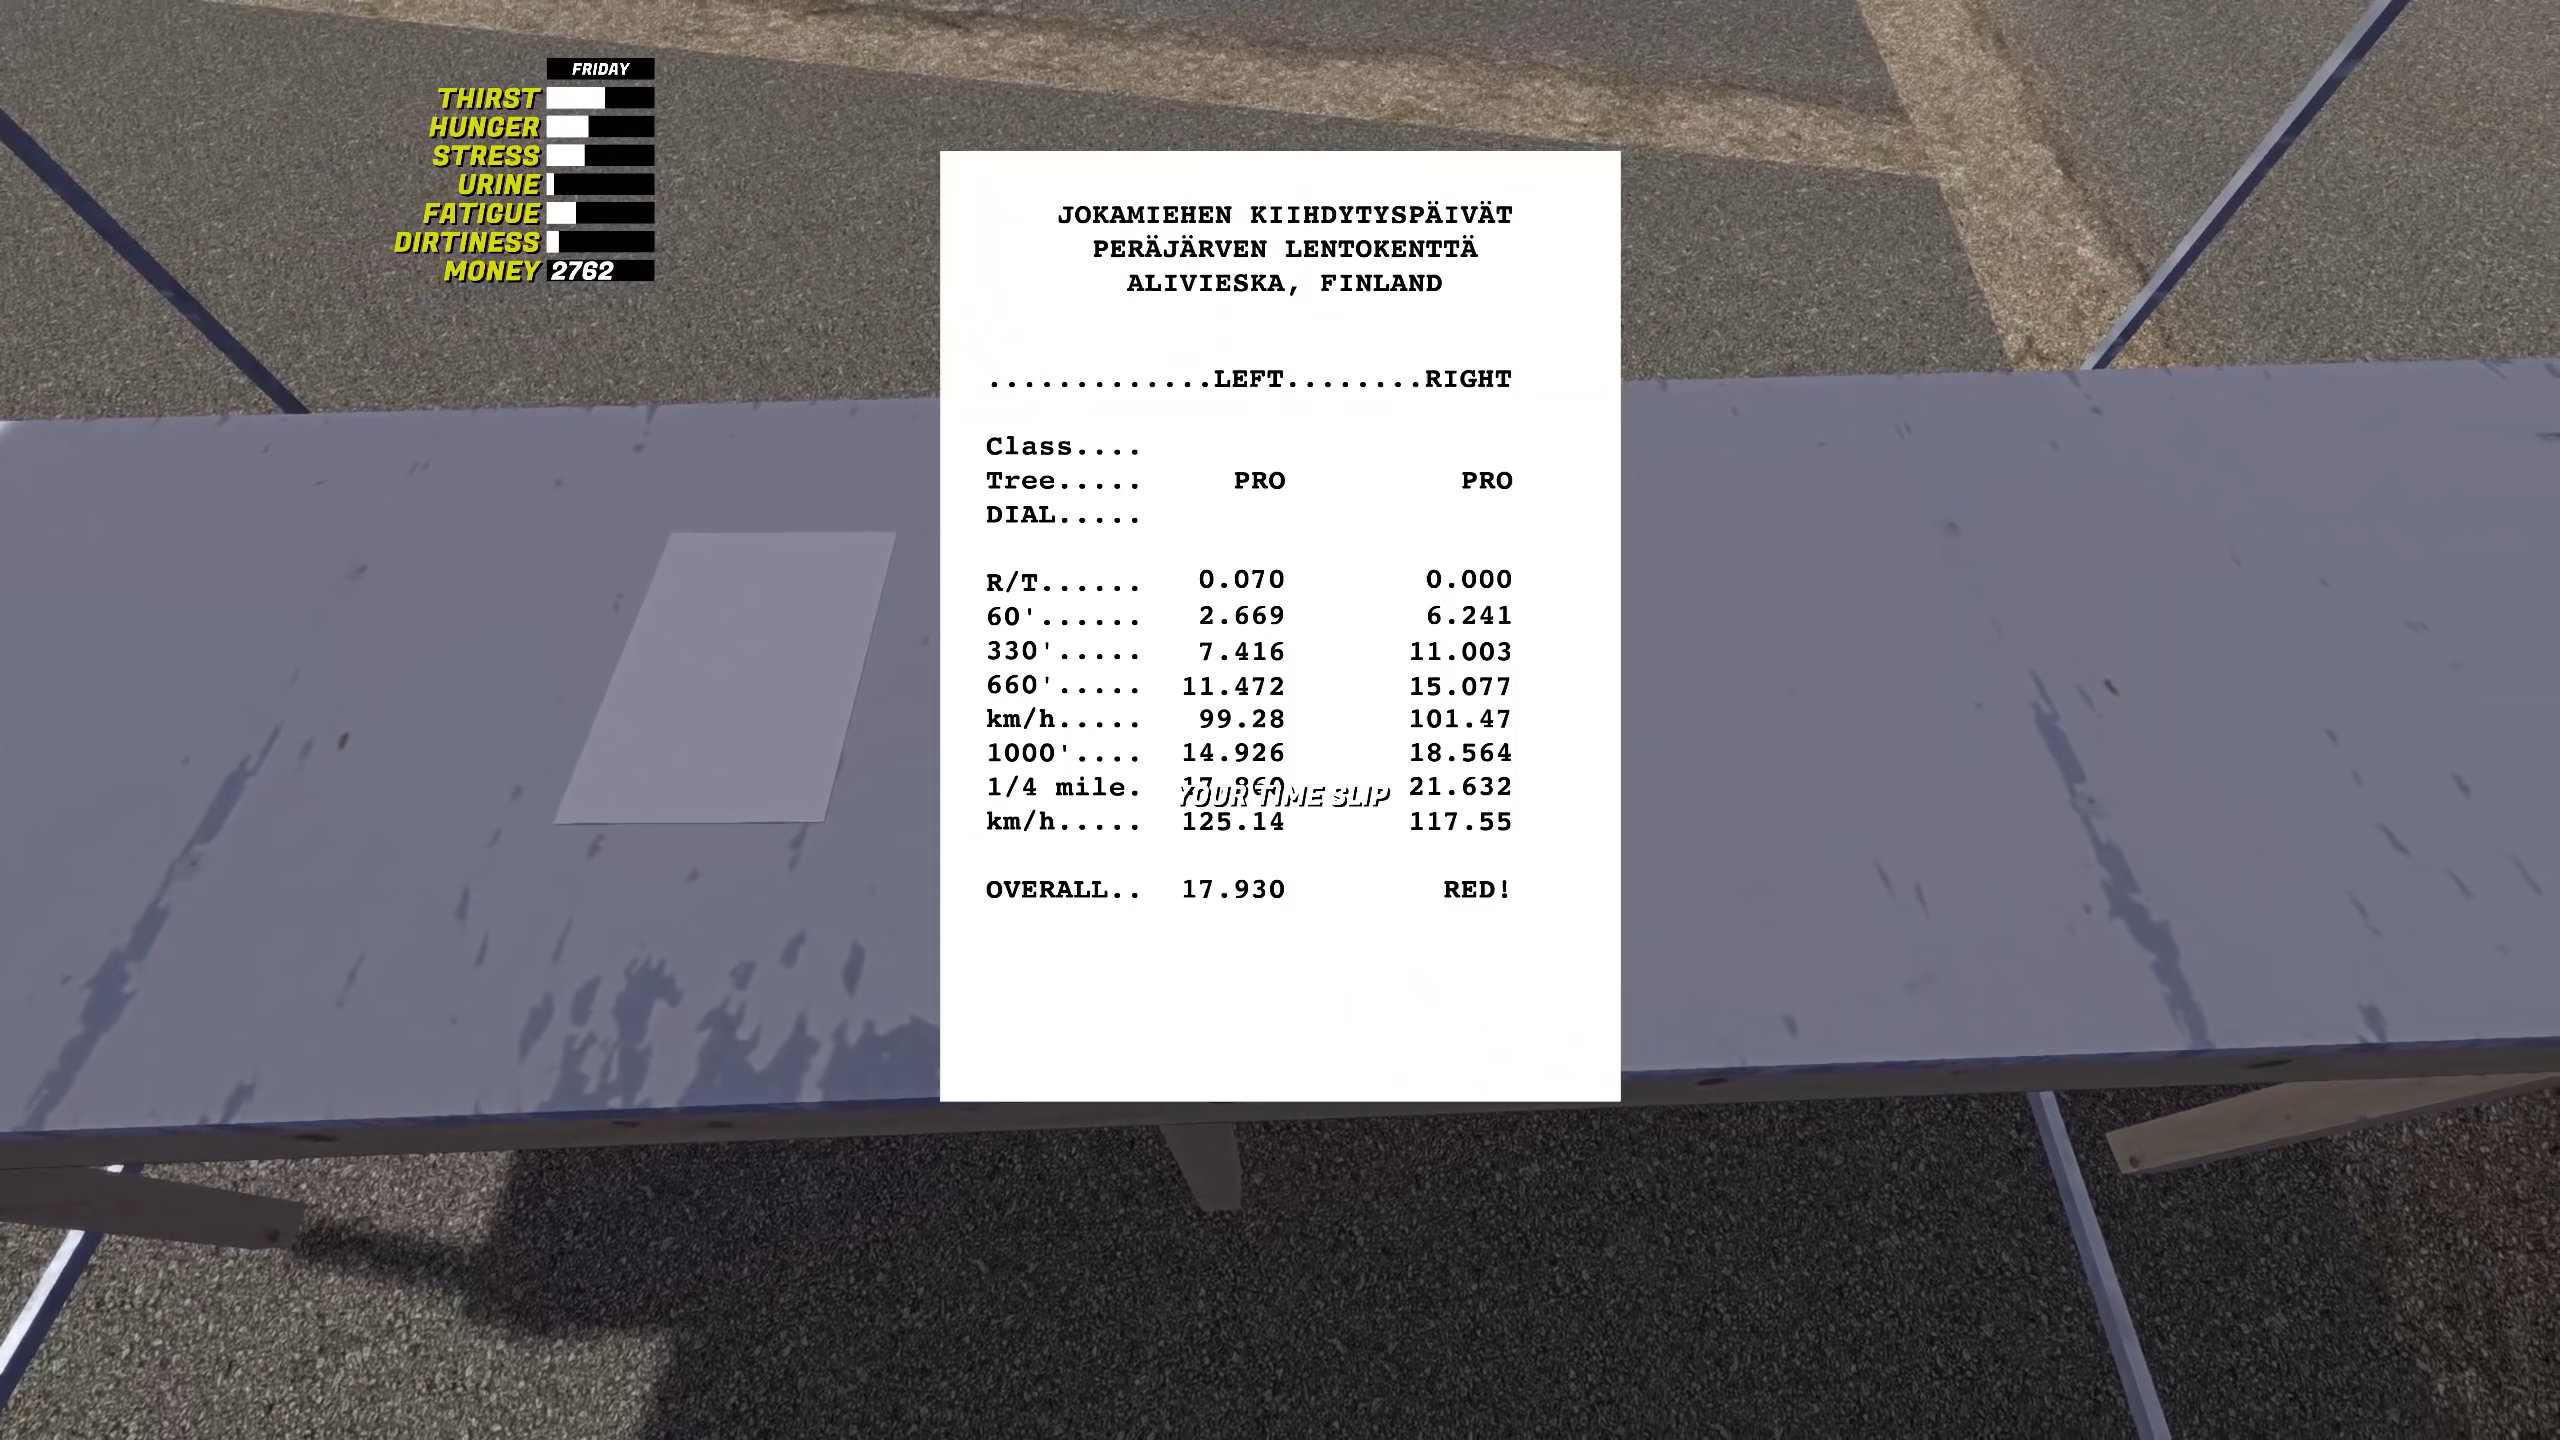 FRIDAY
THIRST
HUNGER
STRESS
URINE
FATIGUE
DIRTINESS
MONEY 2762
JOKAMIEHEN KIIHDYTYSPÄIVÄT
PERÄJÄRVEN LENTOKENTTÄ
ALIVIESKA, FINLAND
.............LEFT........RIGHT
Class....
Tree..... PRO PRO
DIAL.....
R/T...... 0.070 0.000
60'...... 2.669 6.241
330'..... 7.416 11.003
660'..... 11.472 15.077
km/h..... 99.28 101.47
1000'.... 14.926 18.564
1/4 mile. 17.860 21.632
YOUR TIME SLIP
km/h..... 125.14 117.55
OVERALL.. 17.930 RED!